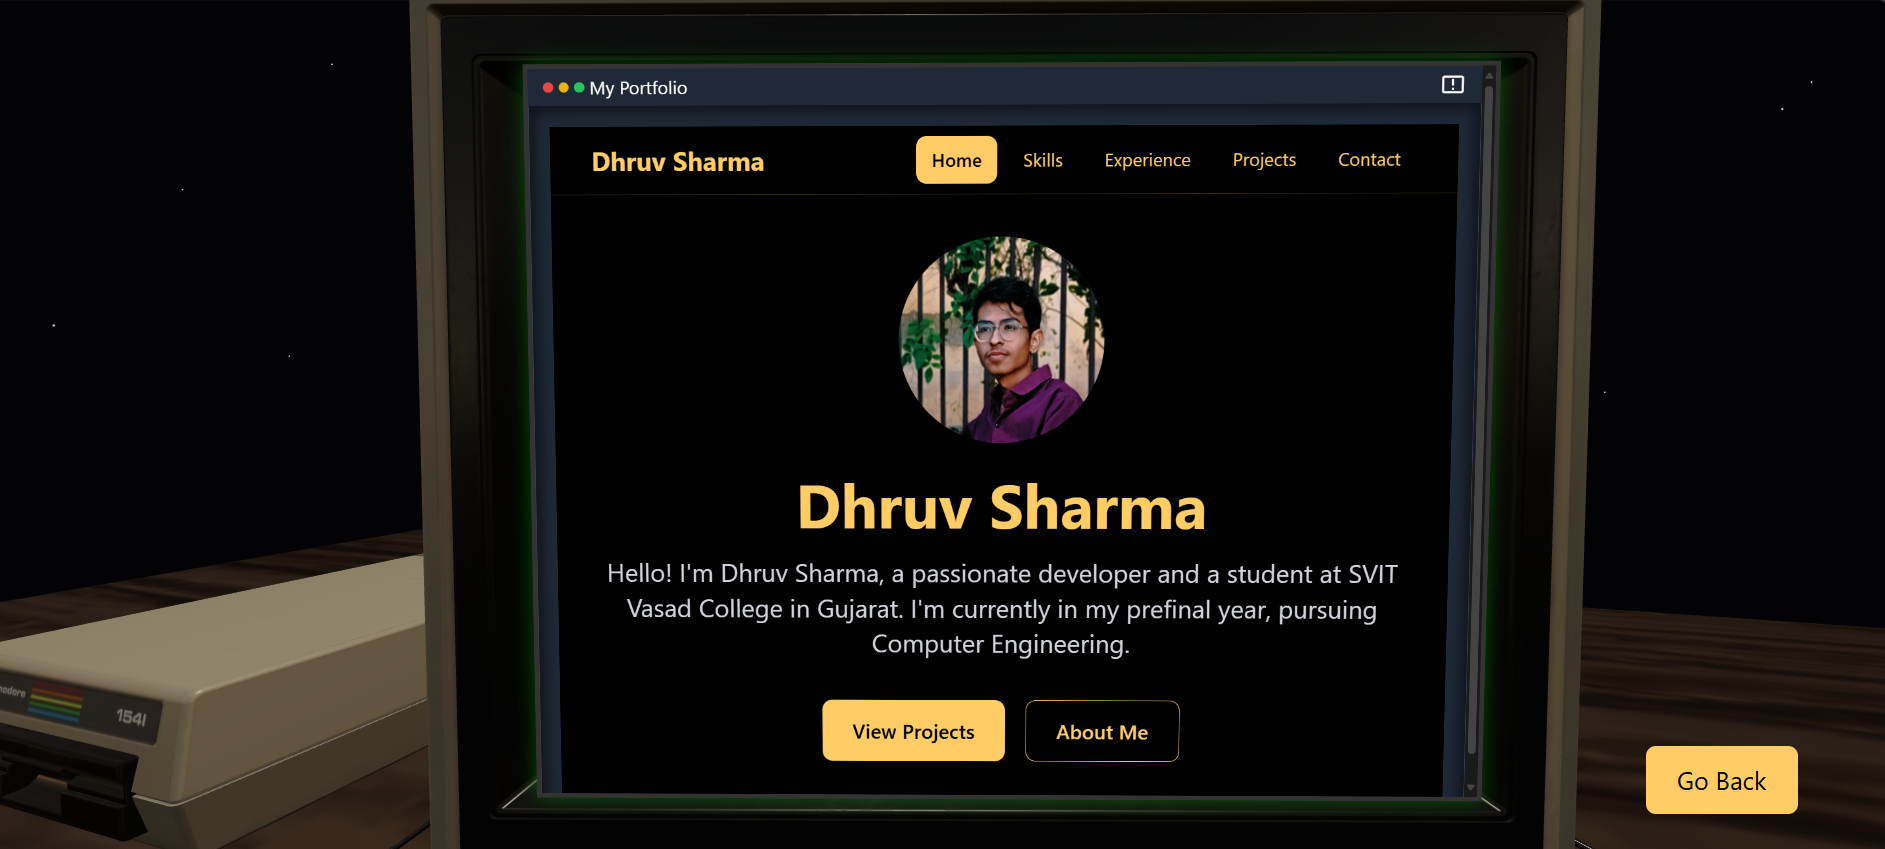 My Portfolio
Dhruv Sharma
Home Skills Experience Projects Contact
Dhruv Sharma
Hello! I'm Dhruv Sharma, a passionate developer and a student at SVIT
Vasad College in Gujarat. I'm currently in my prefinal year, pursuing
Computer Engineering.
View Projects About Me
1541
Go Back